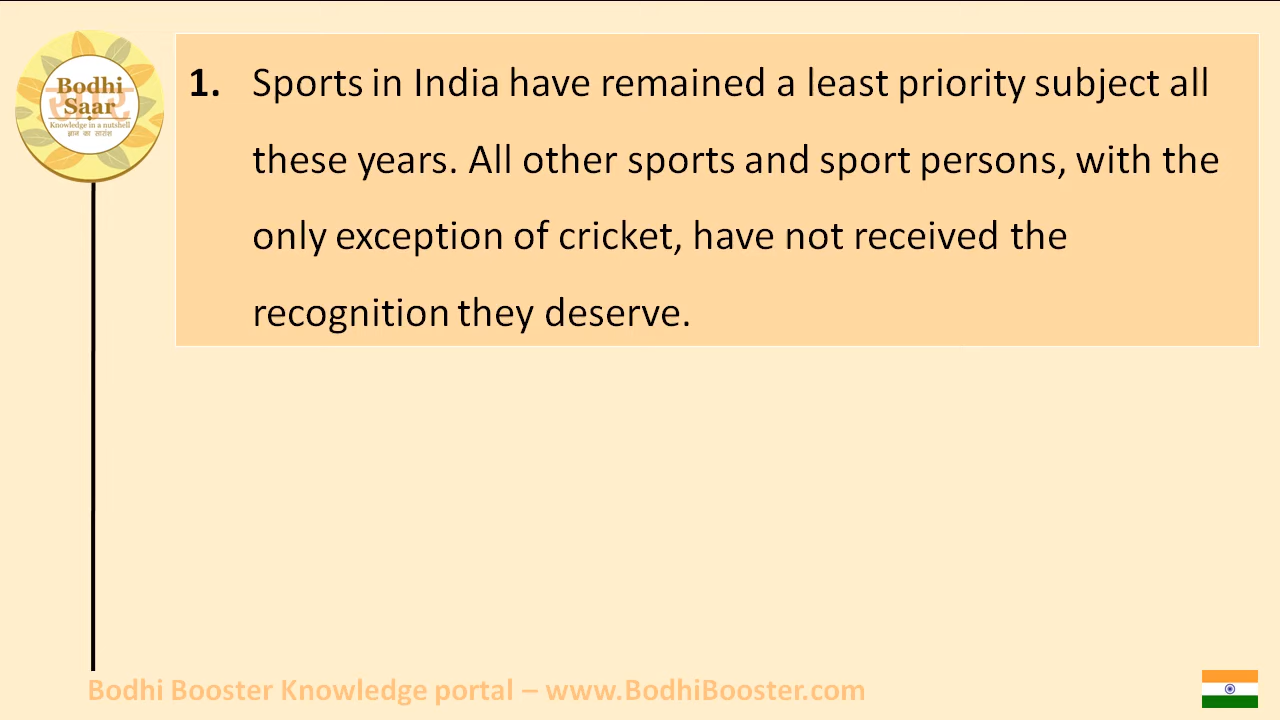 Bodhi
Saar
Knowledge in a nutshell
ज्ञान का सारांश
1. Sports in India have remained a least priority subject all
these years. All other sports and sport persons, with the
only exception of cricket, have not received the
recognition they deserve.
Bodhi Booster Knowledge portal – www.BodhiBooster.com